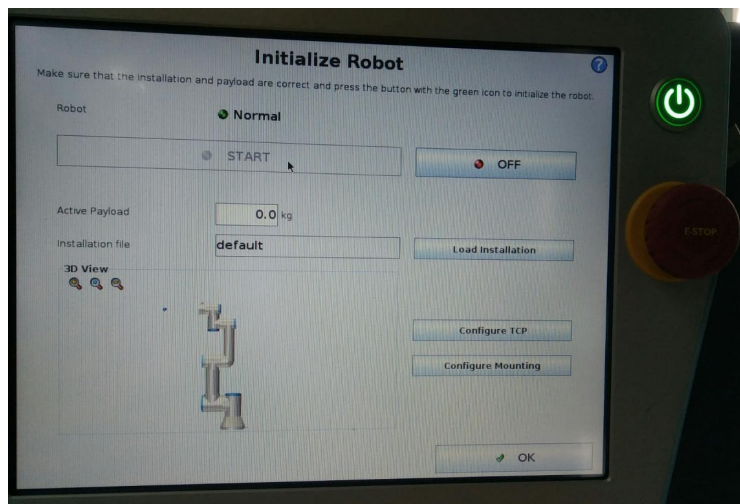 Initialize Robot
Make sure that the installation and payload are correct and press the button with the green icon to initialize the robot.
Robot
Normal
START
OFF
Active Payload
0.0 kg
Installation file
default
Load Installation
3D View
Configure TCP
Configure Mounting
OK
E-STOP